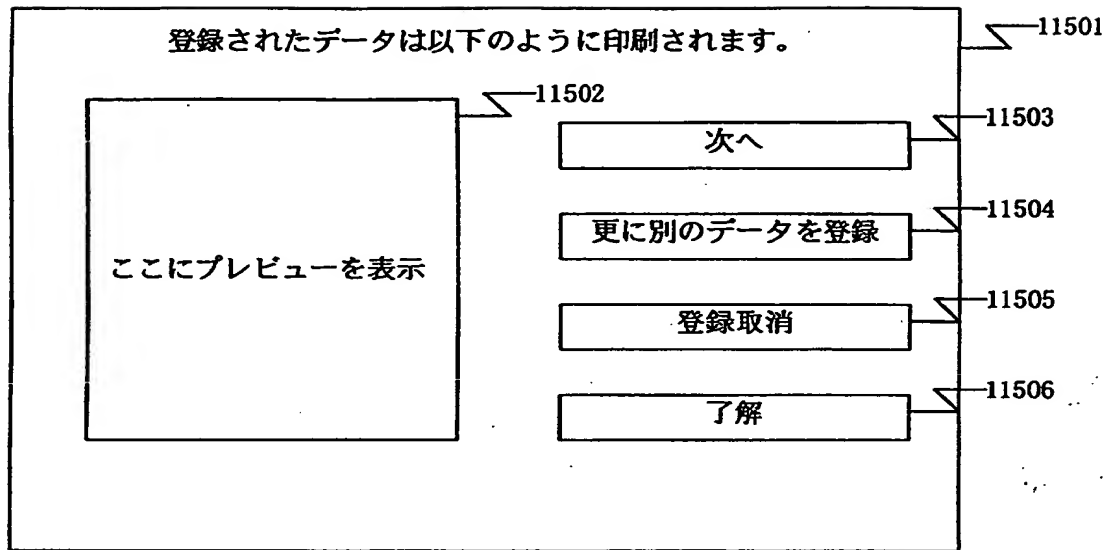 登録されたデータは以下のように印刷されます。
11501
11502
11503
次へ
11504
更に別のデータを登録
ここにプレビューを表示
11505
登録取消
11506
了解